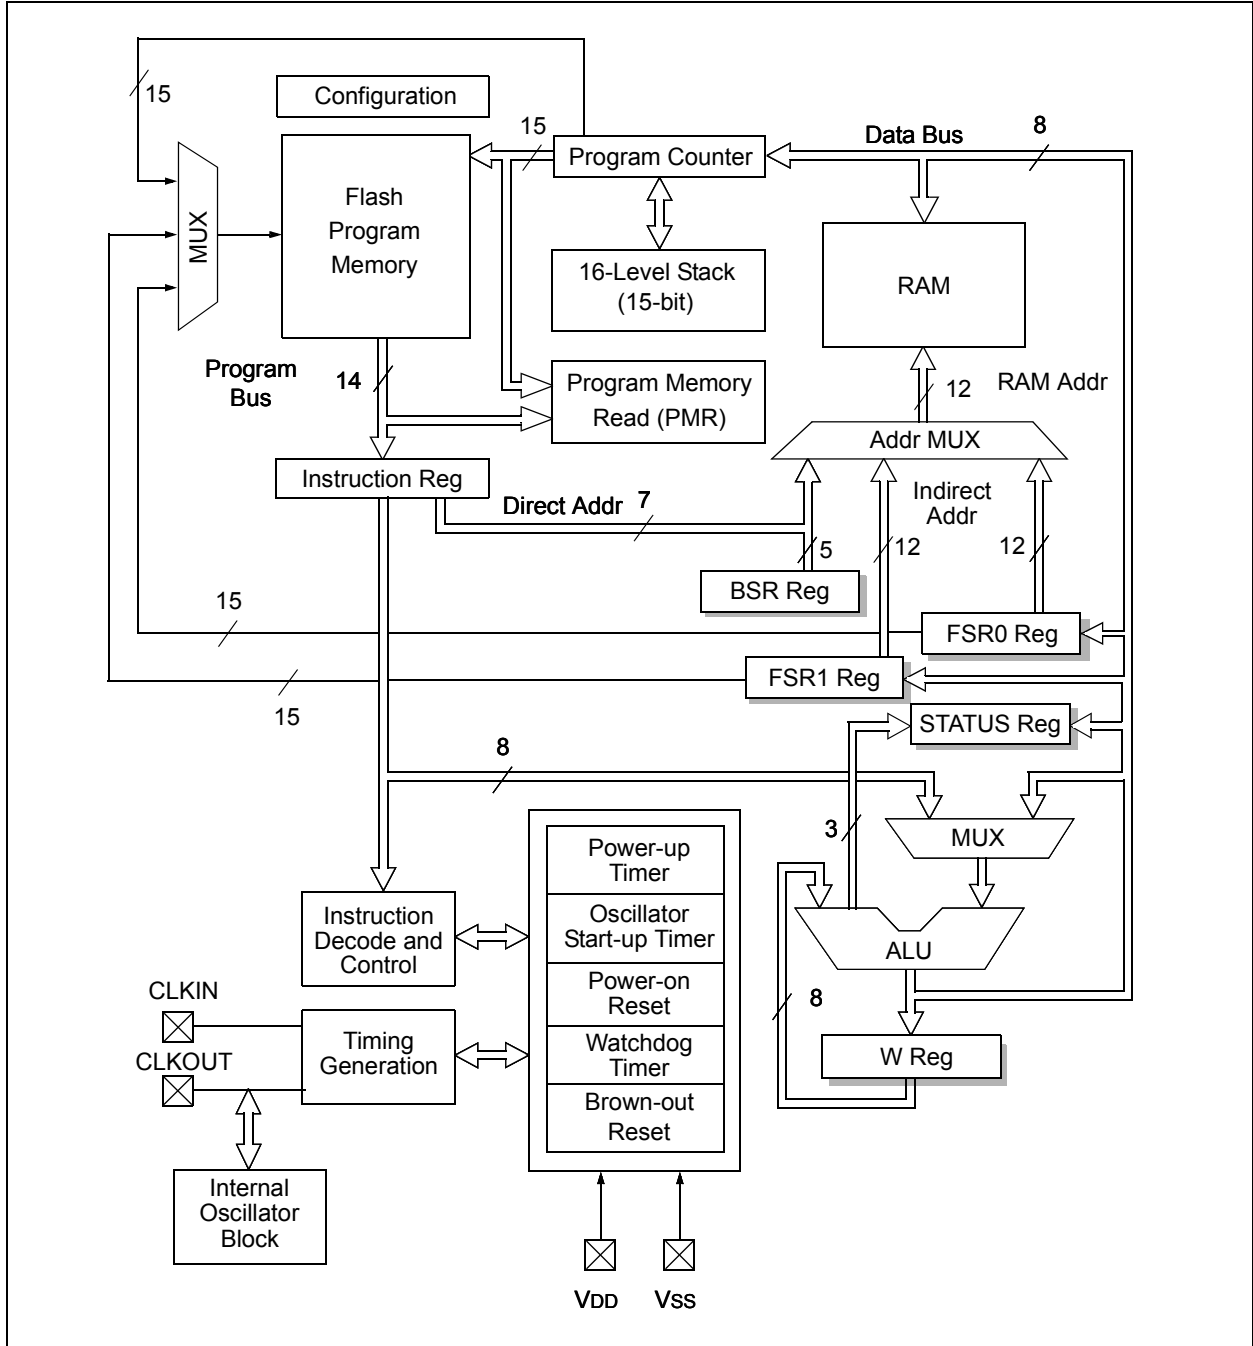 15
Configuration
15
Program Counter
Data Bus
8
Flash
Program
Memory
MUX
16-Level Stack
(15-bit)
RAM
Program
Bus
14
Program Memory
Read (PMR)
12
RAM Addr
Addr MUX
Instruction Reg
Direct Addr
7
Indirect
Addr
5
12
12
BSR Reg
15
FSR0 Reg
FSR1 Reg
15
STATUS Reg
8
3
MUX
Power-up
Timer
Instruction
Decode and
Control
Oscillator
Start-up Timer
ALU
Power-on
Reset
8
CLKIN
Timing
Generation
Watchdog
Timer
W Reg
CLKOUT
Brown-out
Reset
Internal
Oscillator
Block
VDD
VSS